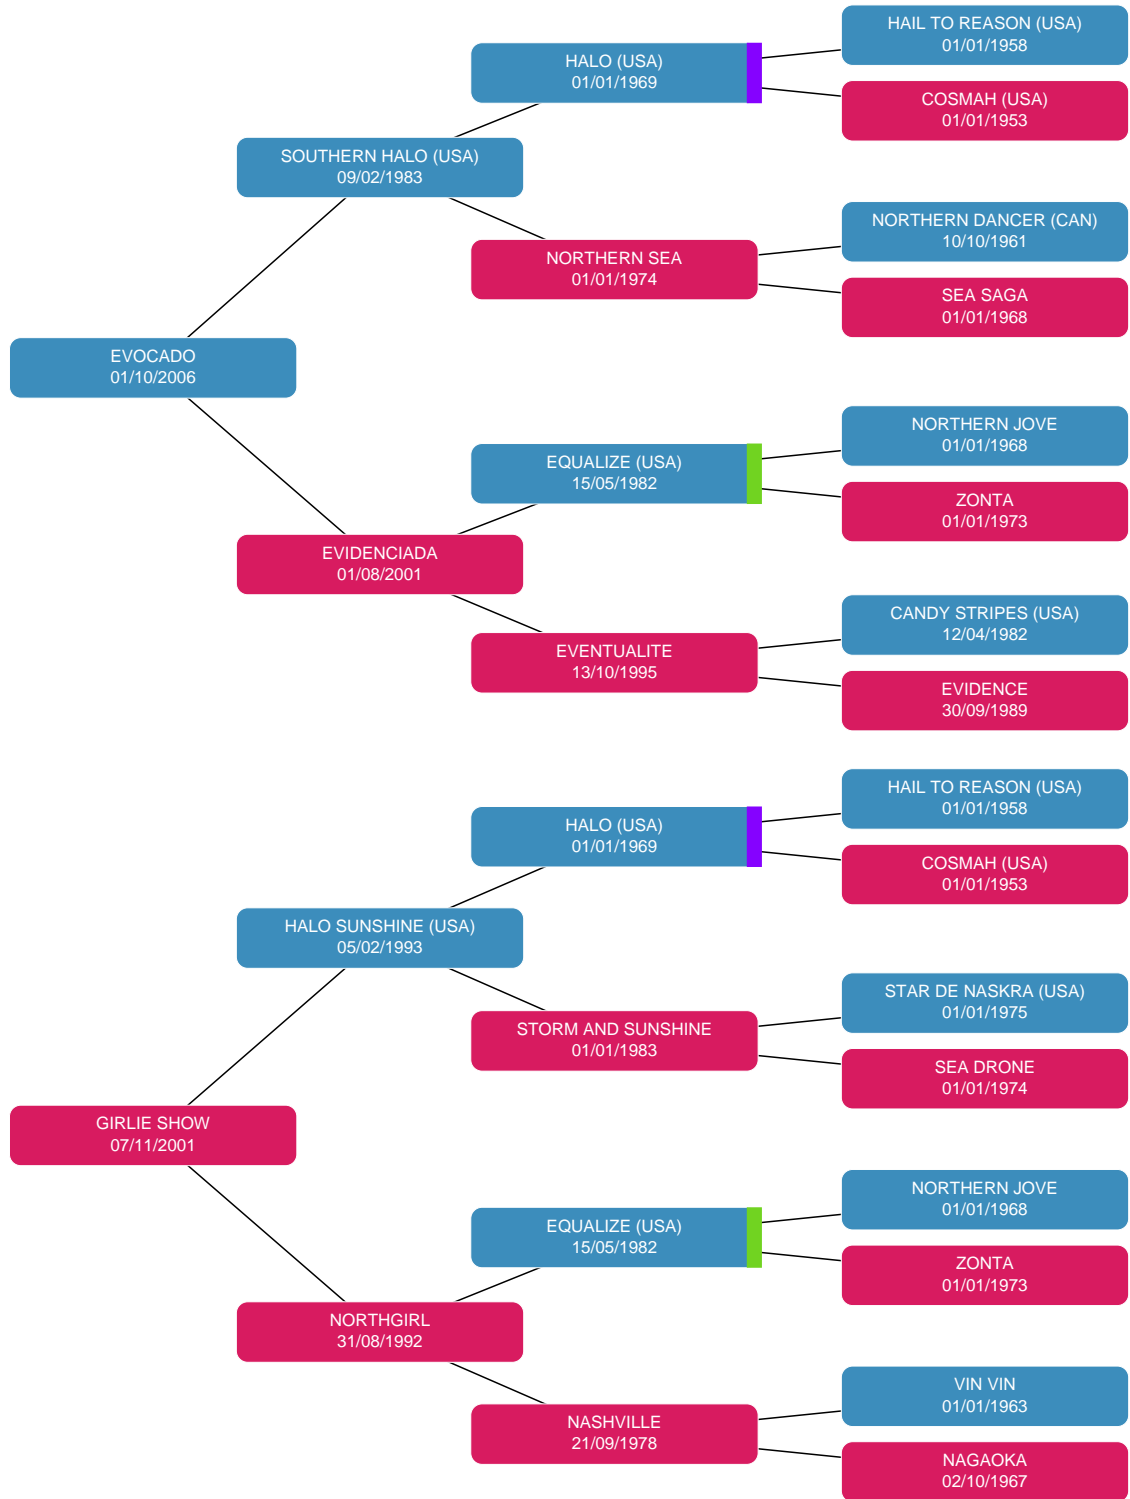 HAIL TO REASON (USA)
01/01/1958
HALO (USA)
01/01/1969
COSMAH (USA)
01/01/1953
SOUTHERN HALO (USA)
09/02/1983
NORTHERN DANCER (CAN)
10/10/1961
NORTHERN SEA
01/01/1974
SEA SAGA
01/01/1968
EVOCADO
01/10/2006
NORTHERN JOVE
01/01/1968
EQUALIZE (USA)
15/05/1982
ZONTA
01/01/1973
EVIDENCIADA
01/08/2001
CANDY STRIPES (USA)
12/04/1982
EVENTUALITE
13/10/1995
EVIDENCE
30/09/1989
HAIL TO REASON (USA)
01/01/1958
HALO (USA)
01/01/1969
COSMAH (USA)
01/01/1953
HALO SUNSHINE (USA)
05/02/1993
STAR DE NASKRA (USA)
01/01/1975
STORM AND SUNSHINE
01/01/1983
SEA DRONE
01/01/1974
GIRLIE SHOW
07/11/2001
NORTHERN JOVE
01/01/1968
EQUALIZE (USA)
15/05/1982
ZONTA
01/01/1973
NORTHGIRL
31/08/1992
VIN VIN
01/01/1963
NASHVILLE
21/09/1978
NAGAOKA
02/10/1967